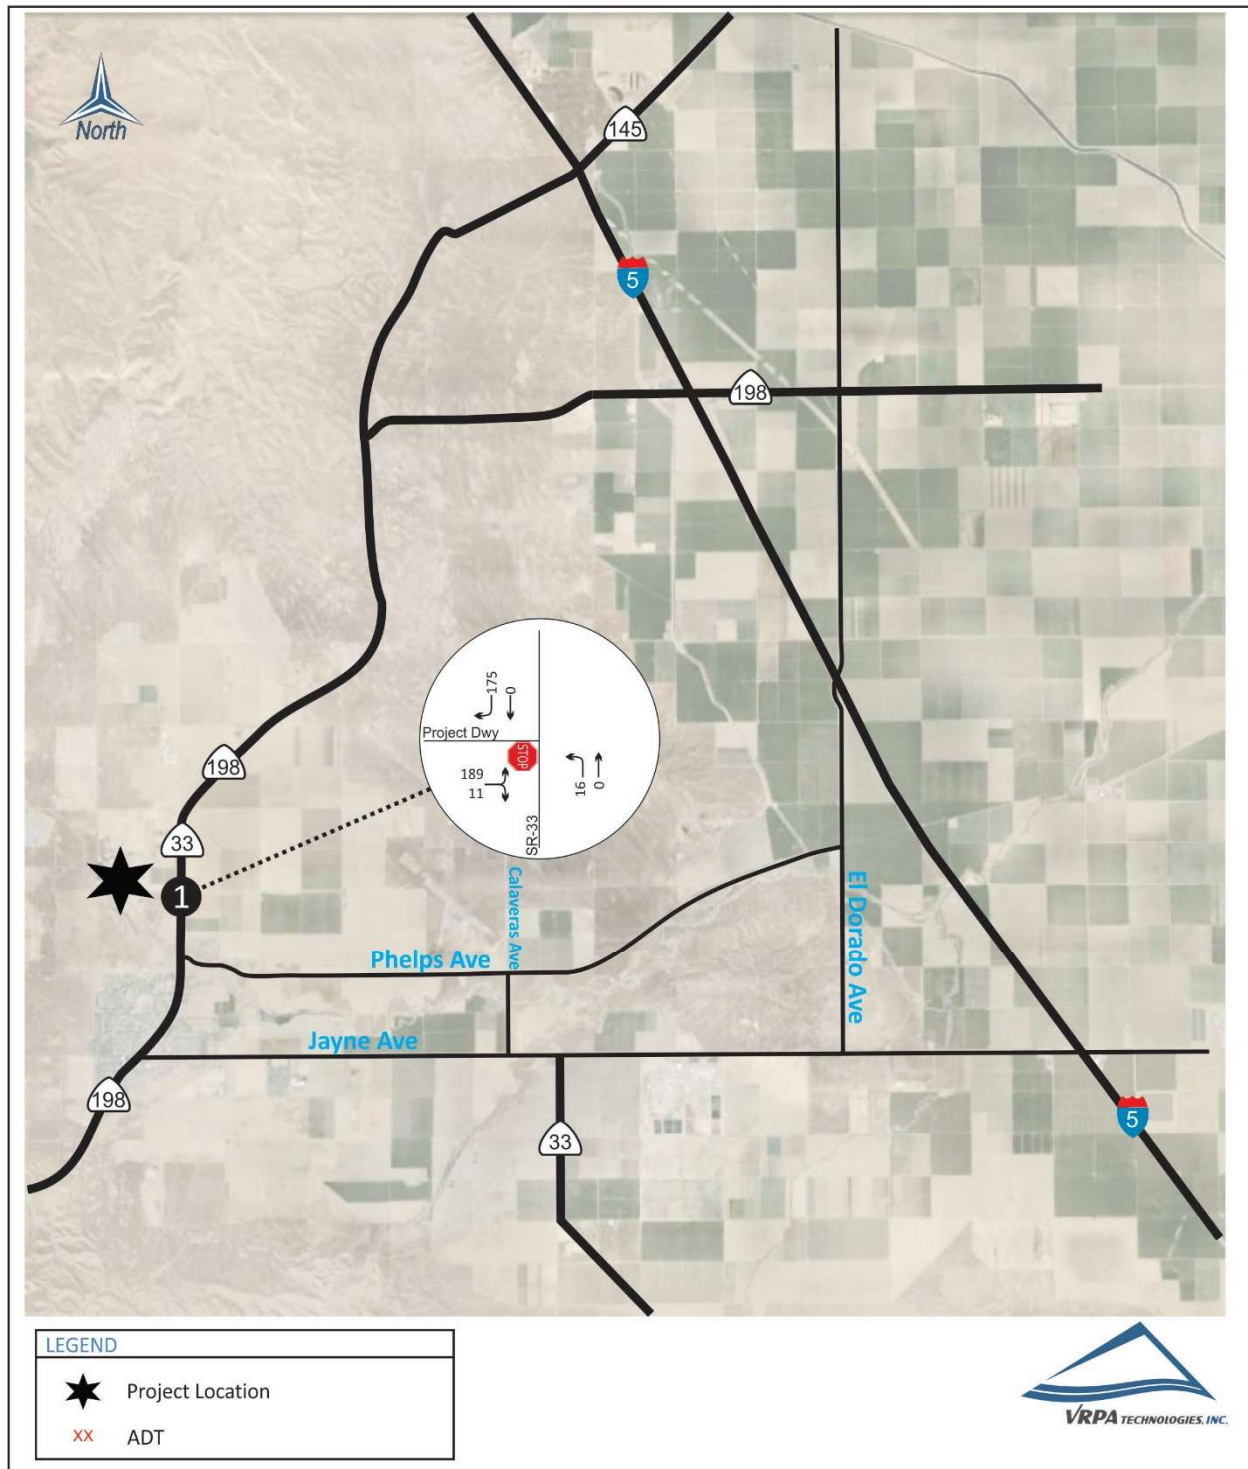 North
145
5
198
175
0
Project Dwy
STOP
189
11
16
0
SR-33
198
33
1
Calaveras Ave
El Dorado Ave
Phelps Ave
Jayne Ave
198
33
5
LEGEND
Project Location
XX ADT
VRPA TECHNOLOGIES, INC.